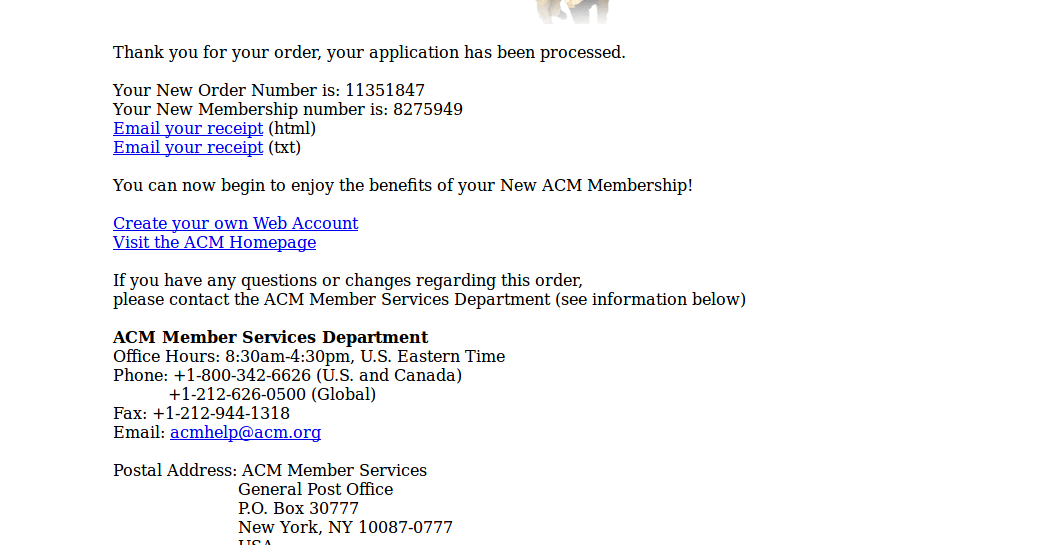 Thank you for your order, your application has been processed.
Your New Order Number is: 11351847
Your New Membership number is: 8275949
Email your receipt (html)
Email your receipt (txt)
You can now begin to enjoy the benefits of your New ACM Membership!
Create your own Web Account
Visit the ACM Homepage
If you have any questions or changes regarding this order,
please contact the ACM Member Services Department (see information below)
ACM Member Services Department
Office Hours: 8:30am-4:30pm, U.S. Eastern Time
Phone: +1-800-342-6626 (U.S. and Canada)
+1-212-626-0500 (Global)
Fax: +1-212-944-1318
Email: acmhelp@acm.org
Postal Address: ACM Member Services
General Post Office
P.O. Box 30777
New York, NY 10087-0777
USA